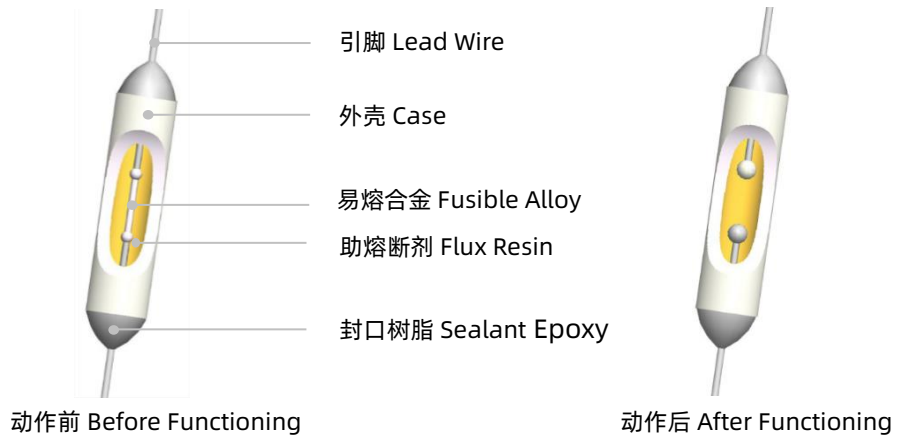 引脚 Lead Wire
外壳 Case
易熔合金 Fusible Alloy
助熔断剂 Flux Resin
封口树脂 Sealant Epoxy
动作前 Before Functioning
动作后 After Functioning